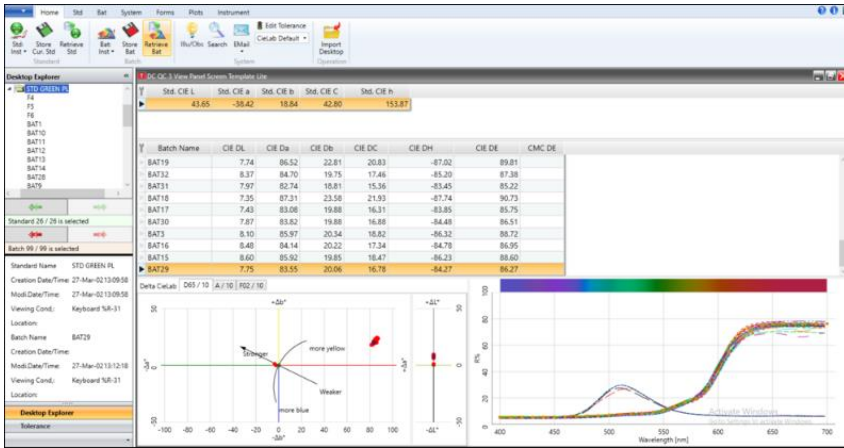 Home Std Bat System Forms Plots Instrument
Std Inst Store Cur. Std Retrieve Std Bat Inst Store Bat Retrieve Bat Illu/Obs Search EMail Edit Tolerance CieLab Default Import Desktop
Standard Batch System Operation
Desktop Explorer
STD GREEN PL
F4
F5
F6
BAT1
BAT10
BAT11
BAT12
BAT13
BAT14
BAT28
BAT9
Standard 26 / 26 is selected
Batch 99 / 99 is selected
Standard Name STD GREEN PL
Creation Date/Time: 27-Mar-0213:09:58
Modi.Date/Time: 27-Mar-0213:09:58
Viewing Cond.: Keyboard %R-31
Location:
Batch Name BAT29
Creation Date/Time:
Modi.Date/Time: 27-Mar-0213:12:18
Viewing Cond.: Keyboard %R-31
Location:
Desktop Explorer
Tolerance
DC QC 3 View Panel Screen Template Lite
Std. CIE L Std. CIE a Std. CIE b Std. CIE C Std. CIE h
43.65 -38.42 18.84 42.80 153.87
Batch Name CIE DL CIE Da CIE Db CIE DC CIE DH CIE DE CMC DE
BAT19 7.74 86.52 22.81 20.83 -87.02 89.81
BAT32 8.37 84.70 19.75 17.46 -85.20 87.38
BAT31 7.97 82.74 18.81 15.36 -83.45 85.22
BAT18 7.35 87.31 23.58 21.93 -87.74 90.73
BAT17 7.43 83.08 19.88 16.31 -83.85 85.75
BAT30 7.87 83.82 19.88 16.88 -84.48 86.51
BAT3 8.10 85.97 20.34 18.82 -86.32 88.72
BAT16 8.48 84.14 20.22 17.34 -84.78 86.95
BAT15 8.60 85.92 19.85 18.47 -86.23 88.60
BAT29 7.75 83.55 20.06 16.78 -84.27 86.27
Delta CieLab D65 / 10 A / 10 F02 / 10
+Δb* +ΔL*
50 50
more yellow
Stronger
-Δa* 0 +Δa* 0
Weaker
more blue
-50 -50
-100 -80 -60 -40 -20 0 20 40 60 80 100
-Δb* -ΔL*
R%
100
80
60
40
20
0
400 450 500 550 600 650 700
Wavelength [nm]
Activate Windows